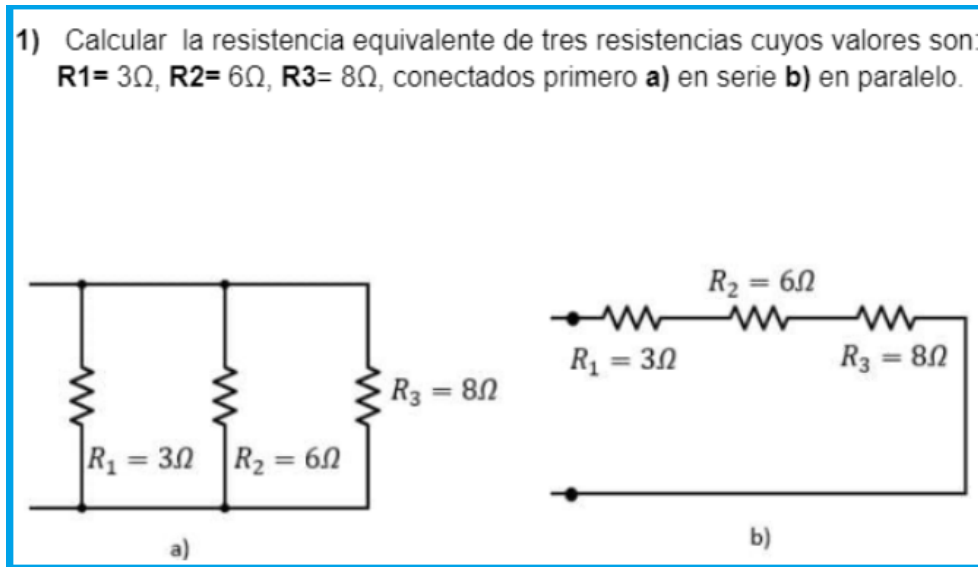 1) Calcular la resistencia equivalente de tres resistencias cuyos valores son:
R1= 3Ω, R2= 6Ω, R3= 8Ω, conectados primero a) en serie b) en paralelo.
R₁ = 3Ω
R₂ = 6Ω
R₃ = 8Ω
a)
R₁ = 3Ω
R₂ = 6Ω
R₃ = 8Ω
b)